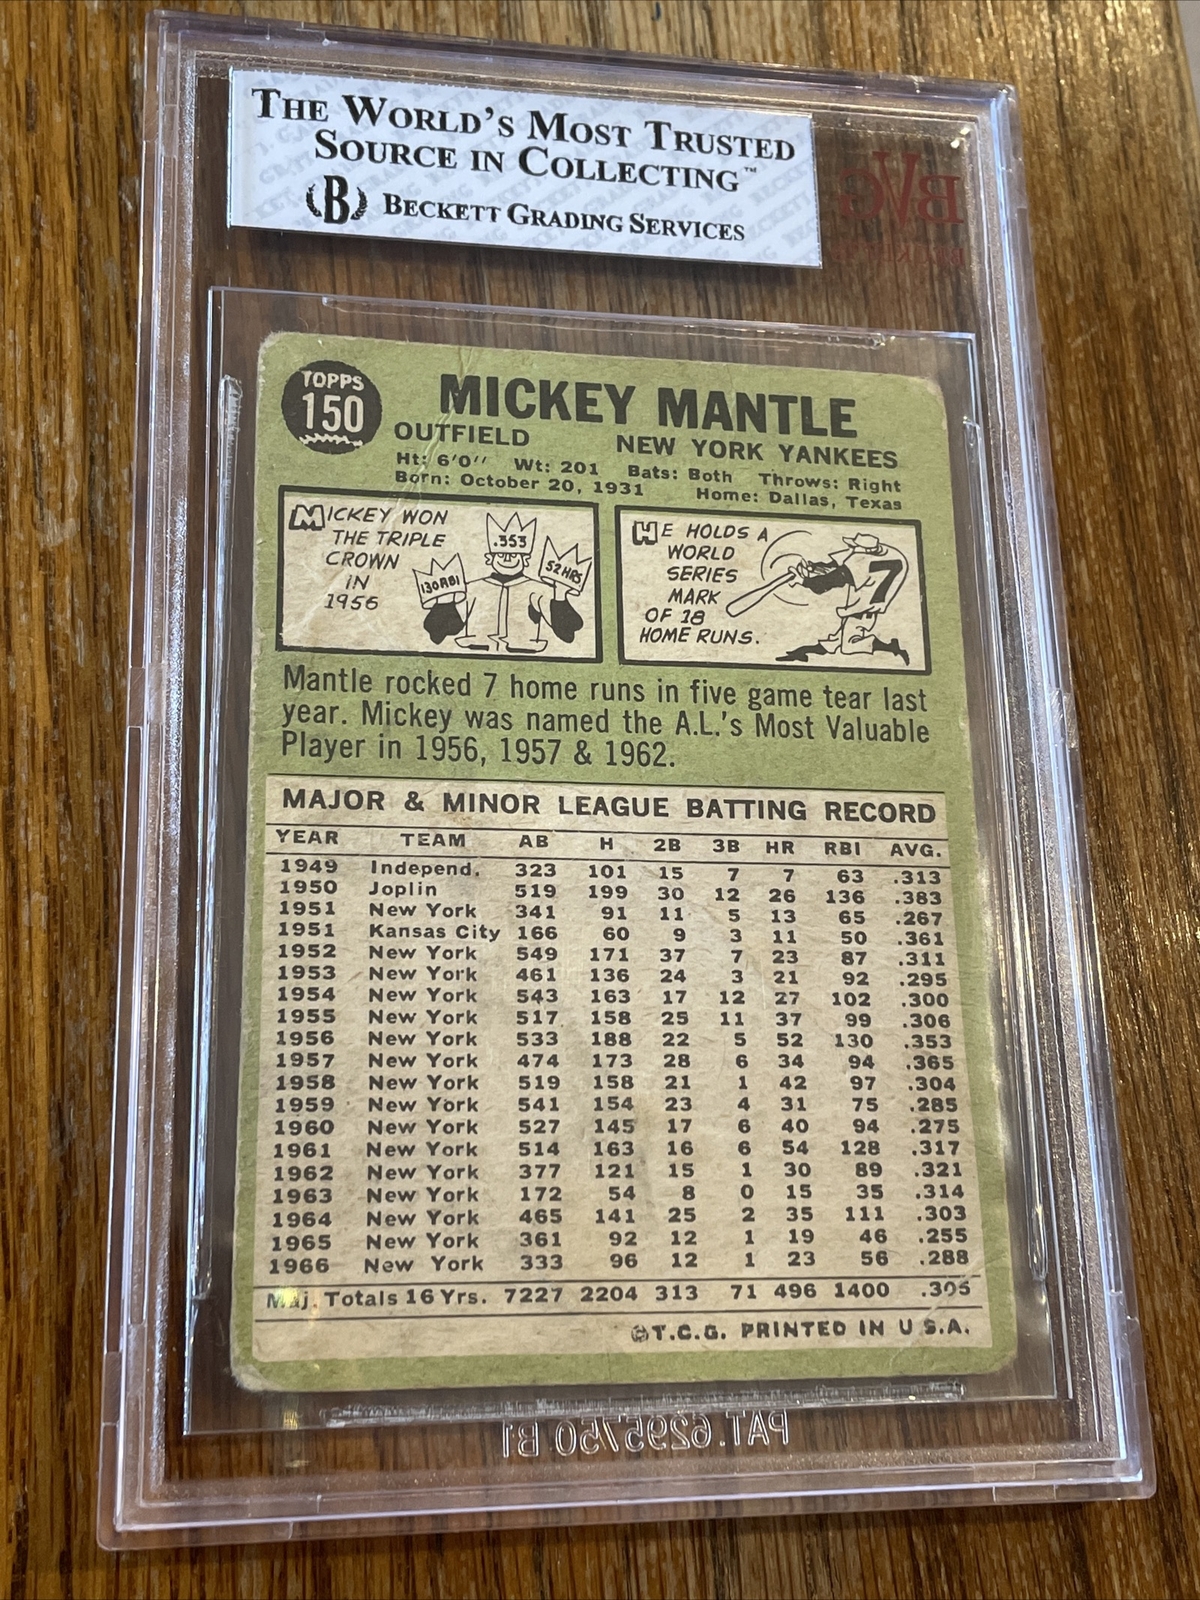 THE WORLD'S MOST TRUSTED
SOURCE IN COLLECTING™
B BECKETT GRADING SERVICES
BVG
TOPPS
150
MICKEY MANTLE
OUTFIELD NEW YORK YANKEES
Ht: 6'0'' Wt: 201 Bats: Both Throws: Right
Born: October 20, 1931 Home: Dallas, Texas
MICKEY WON
THE TRIPLE
CROWN
IN
1956
.353
130 RBI
52 HRS
HE HOLDS A
WORLD
SERIES
MARK
OF 18
HOME RUNS.
7
Mantle rocked 7 home runs in five game tear last
year. Mickey was named the A.L.'s Most Valuable
Player in 1956, 1957 & 1962.
MAJOR & MINOR LEAGUE BATTING RECORD
YEAR TEAM AB H 2B 3B HR RBI AVG.
1949 Independ. 323 101 15 7 7 63 .313
1950 Joplin 519 199 30 12 26 136 .383
1951 New York 341 91 11 5 13 65 .267
1951 Kansas City 166 60 9 3 11 50 .361
1952 New York 549 171 37 7 23 87 .311
1953 New York 461 136 24 3 21 92 .295
1954 New York 543 163 17 12 27 102 .300
1955 New York 517 158 25 11 37 99 .306
1956 New York 533 188 22 5 52 130 .353
1957 New York 474 173 28 6 34 94 .365
1958 New York 519 158 21 1 42 97 .304
1959 New York 541 154 23 4 31 75 .285
1960 New York 527 145 17 6 40 94 .275
1961 New York 514 163 16 6 54 128 .317
1962 New York 377 121 15 1 30 89 .321
1963 New York 172 54 8 0 15 35 .314
1964 New York 465 141 25 2 35 111 .303
1965 New York 361 92 12 1 19 46 .255
1966 New York 333 96 12 1 23 56 .288
Maj. Totals 16 Yrs. 7227 2204 313 71 496 1400 .305
©T.C.G. PRINTED IN U.S.A.
PAT. 6295750 B1